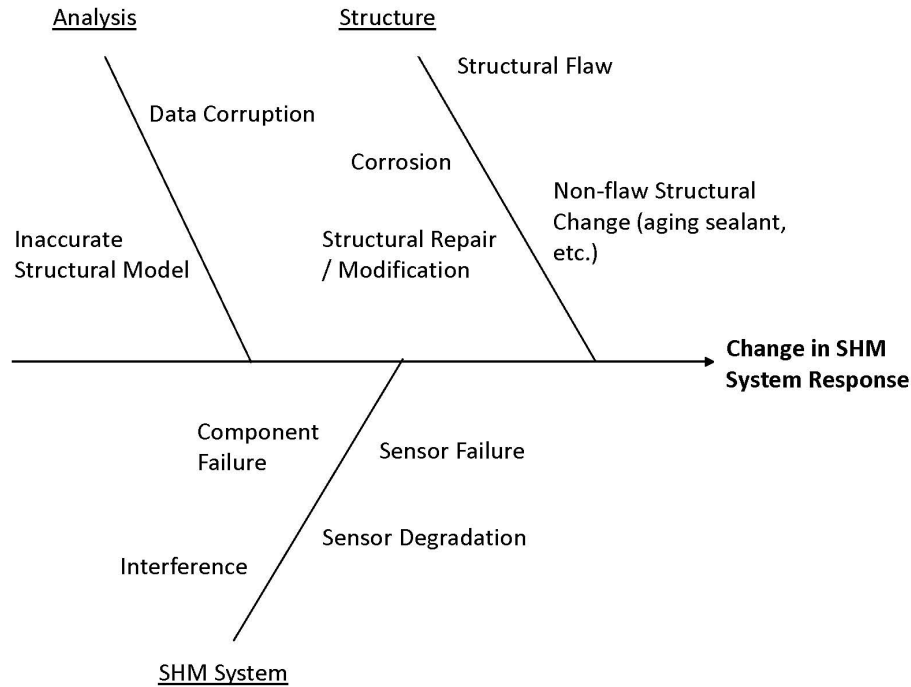 Analysis
Structure
Structural Flaw
Data Corruption
Corrosion
Non-flaw Structural
Change (aging sealant,
etc.)
Inaccurate
Structural Model
Structural Repair
/ Modification
Change in SHM
System Response
Component
Failure
Sensor Failure
Sensor Degradation
Interference
SHM System